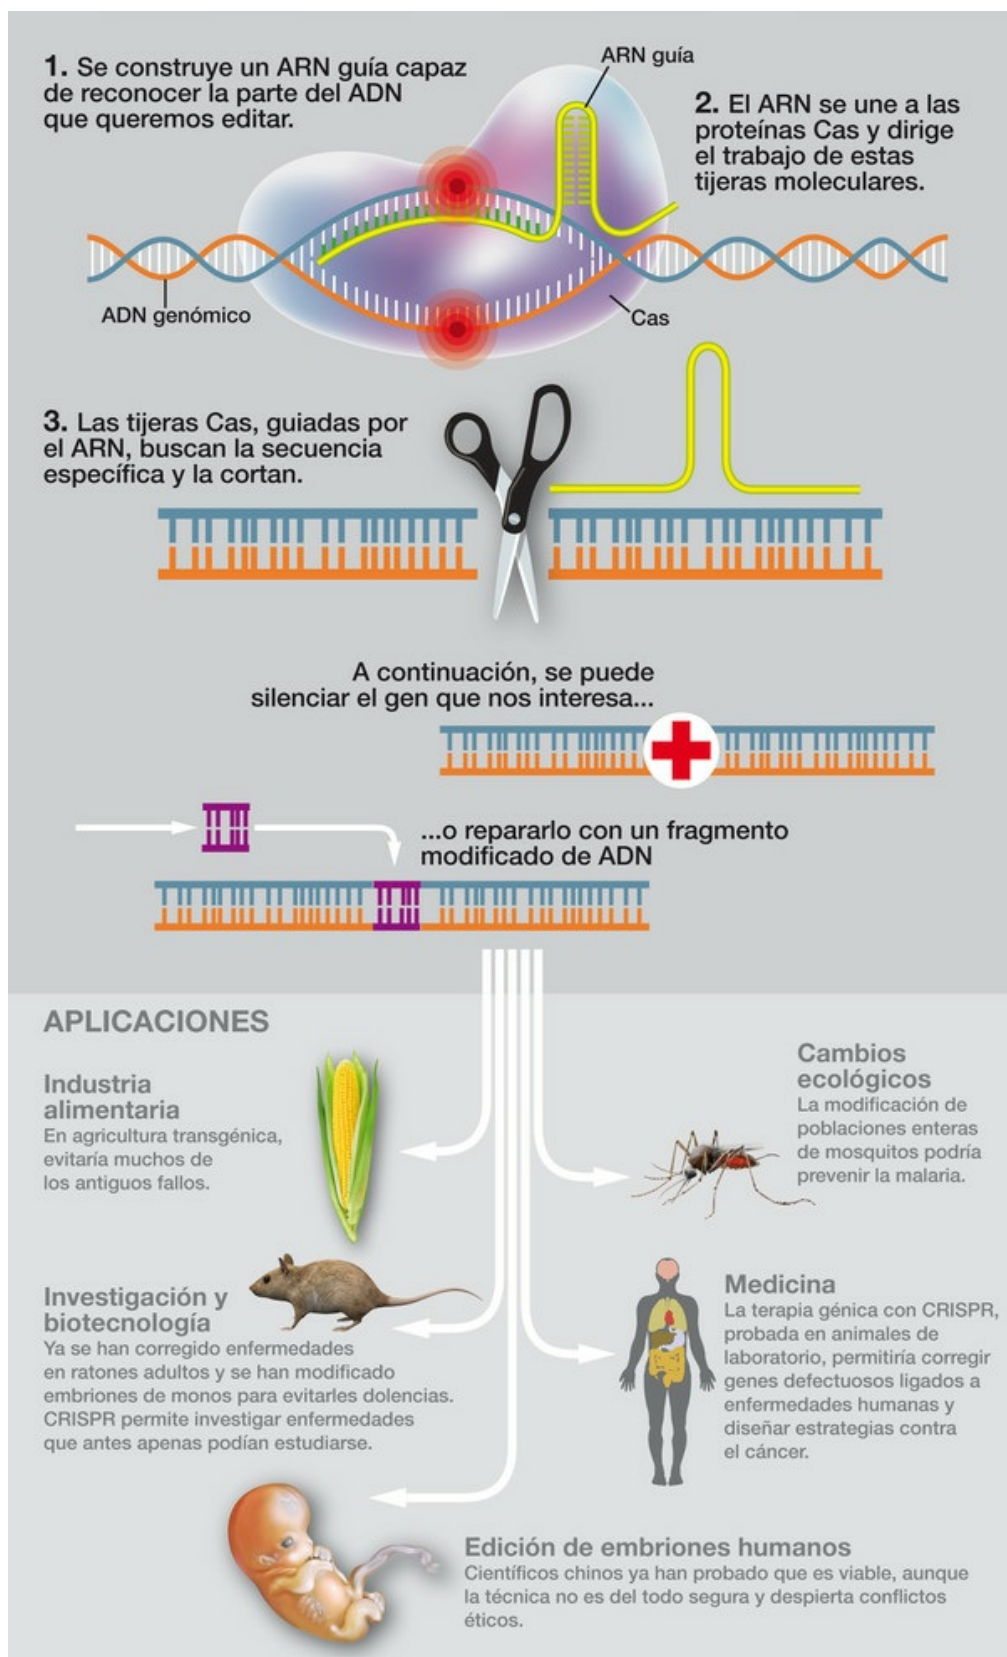 1. Se construye un ARN guía capaz
de reconocer la parte del ADN
que queremos editar.
ARN guía
2. El ARN se une a las
proteínas Cas y dirige
el trabajo de estas
tijeras moleculares.
ADN genómico
Cas
3. Las tijeras Cas, guiadas por
el ARN, buscan la secuencia
específica y la cortan.
A continuación, se puede
silenciar el gen que nos interesa...
...o repararlo con un fragmento
modificado de ADN
APLICACIONES
Industria
alimentaria
En agricultura transgénica,
evitaría muchos de
los antiguos fallos.
Cambios
ecológicos
La modificación de
poblaciones enteras
de mosquitos podría
prevenir la malaria.
Investigación y
biotecnología
Ya se han corregido enfermedades
en ratones adultos y se han modificado
embriones de monos para evitarles dolencias.
CRISPR permite investigar enfermedades
que antes apenas podían estudiarse.
Medicina
La terapia génica con CRISPR,
probada en animales de
laboratorio, permitiría corregir
genes defectuosos ligados a
enfermedades humanas y
diseñar estrategias contra
el cáncer.
Edición de embriones humanos
Científicos chinos ya han probado que es viable, aunque
la técnica no es del todo segura y despierta conflictos
éticos.